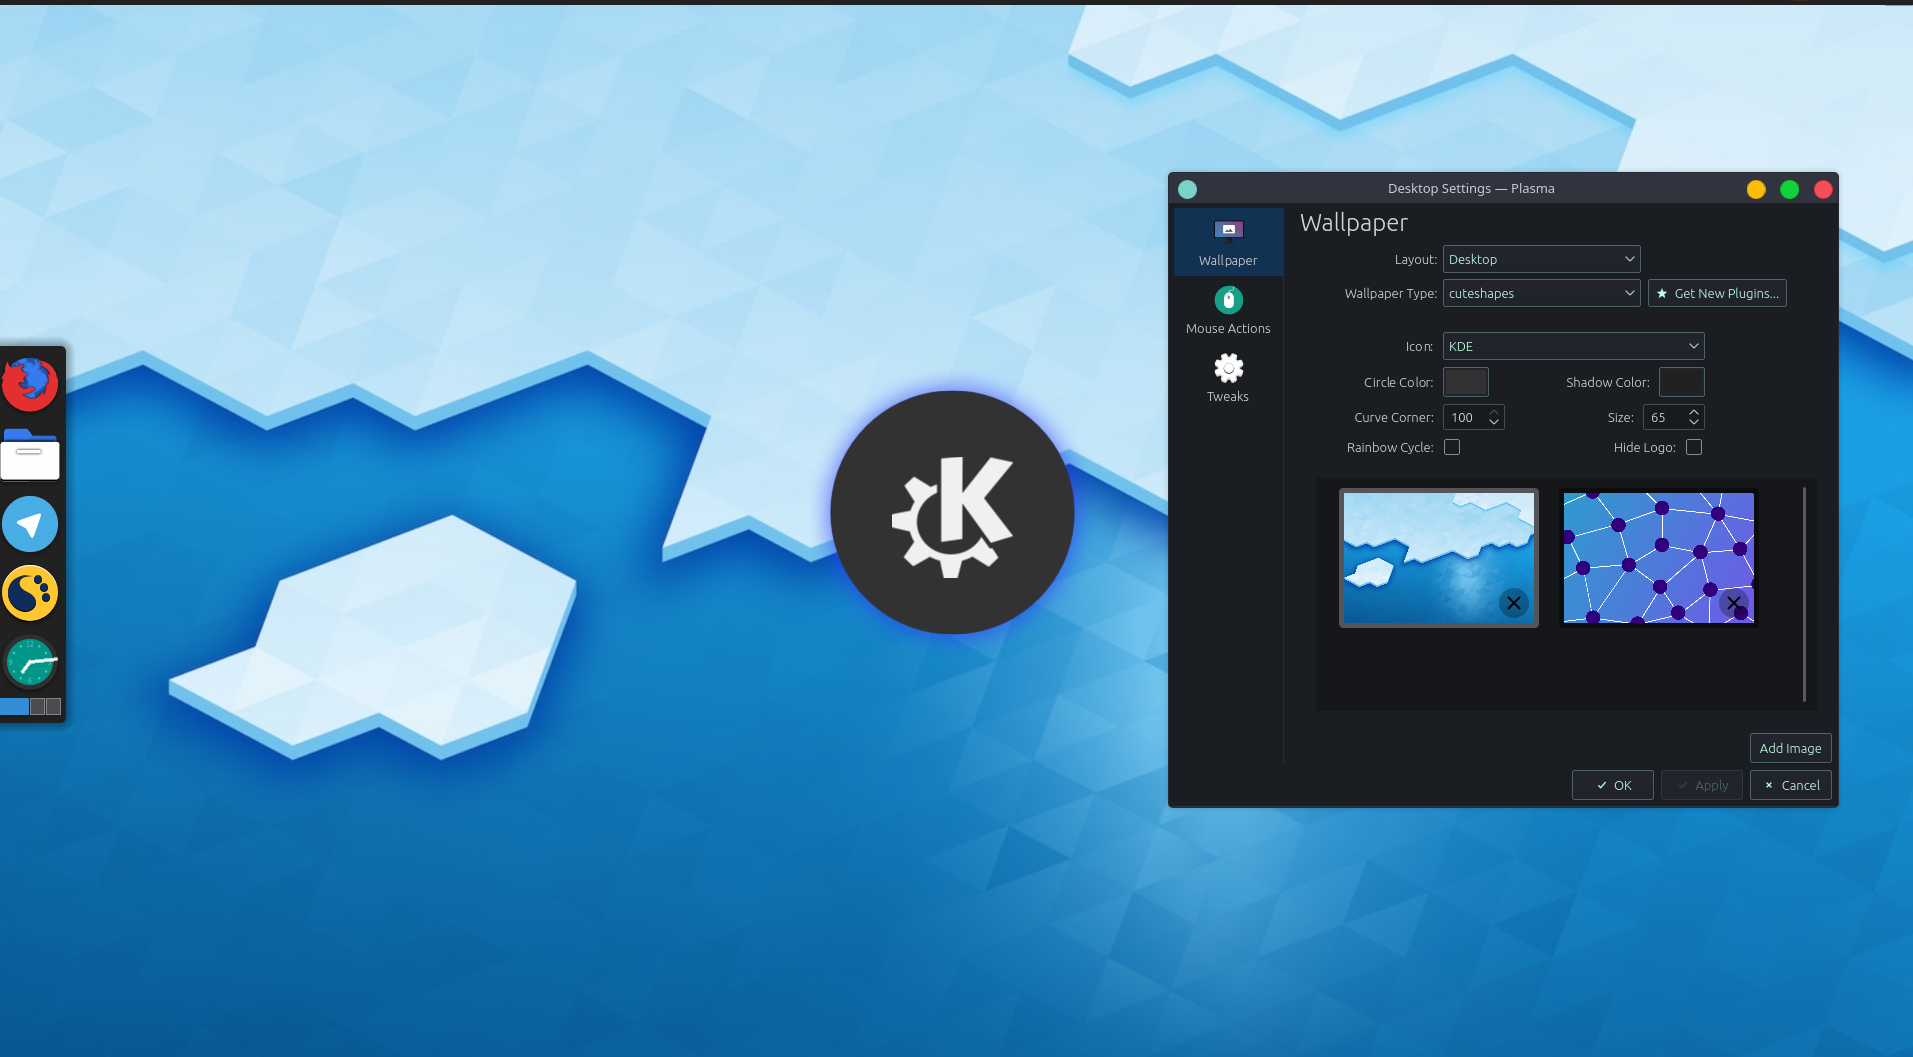 Desktop Settings — Plasma
Wallpaper
Mouse Actions
Tweaks
Wallpaper
Layout: Desktop
Wallpaper Type: cuteshapes Get New Plugins...
Icon: KDE
Circle Color: Shadow Color:
Curve Corner: 100 Size: 65
Rainbow Cycle: Hide Logo:
Add Image
OK Apply Cancel
K